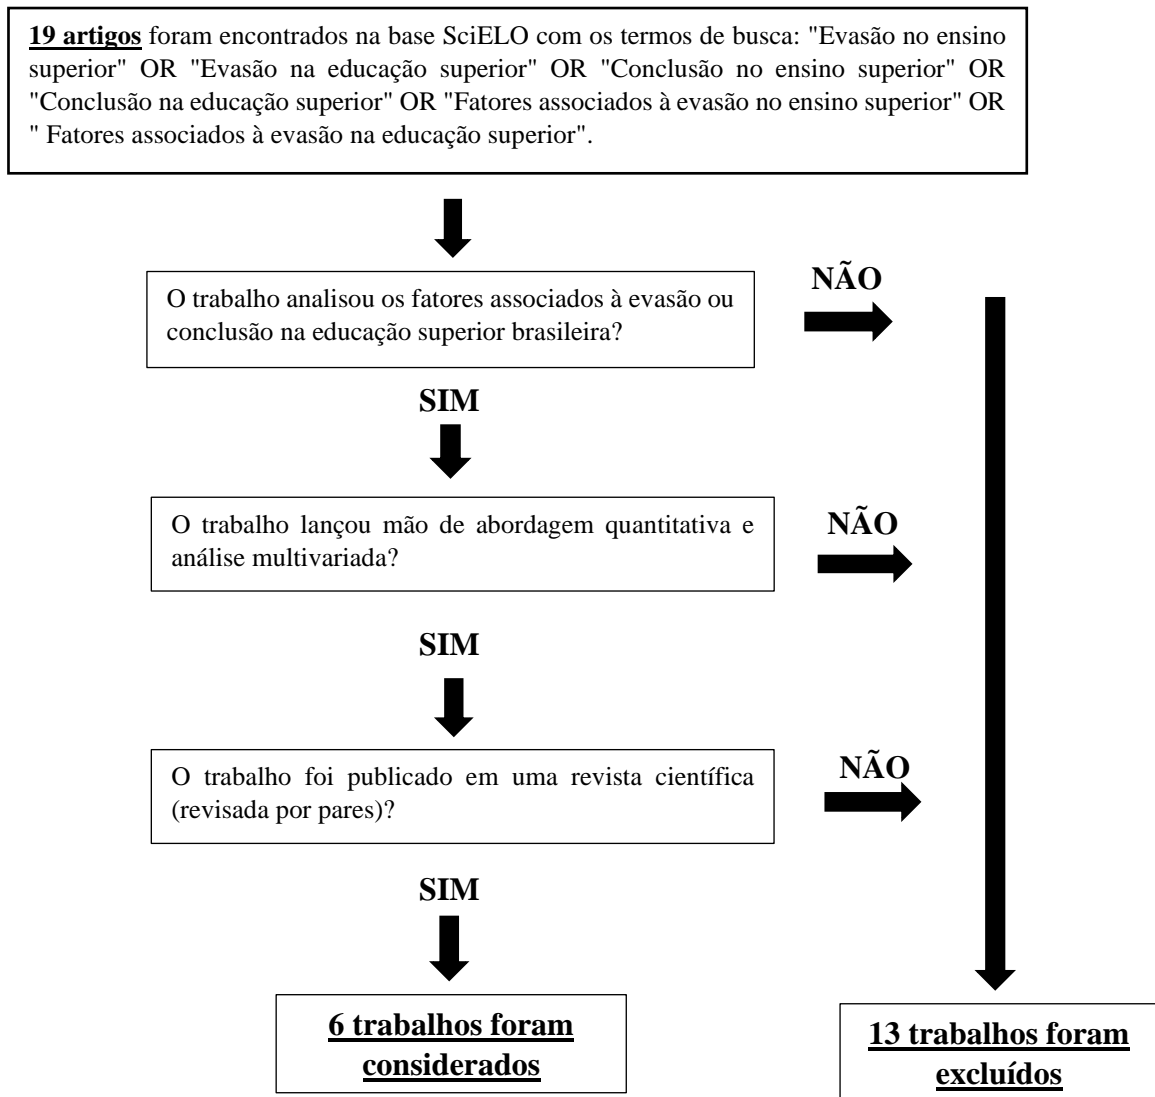 19 artigos foram encontrados na base SciELO com os termos de busca: "Evasão no ensino
superior" OR "Evasão na educação superior" OR "Conclusão no ensino superior" OR
"Conclusão na educação superior" OR "Fatores associados à evasão no ensino superior" OR
" Fatores associados à evasão na educação superior".
O trabalho analisou os fatores associados à evasão ou
conclusão na educação superior brasileira?
NÃO
SIM
O trabalho lançou mão de abordagem quantitativa e
análise multivariada?
NÃO
SIM
O trabalho foi publicado em uma revista científica
(revisada por pares)?
NÃO
SIM
6 trabalhos foram
considerados
13 trabalhos foram
excluídos